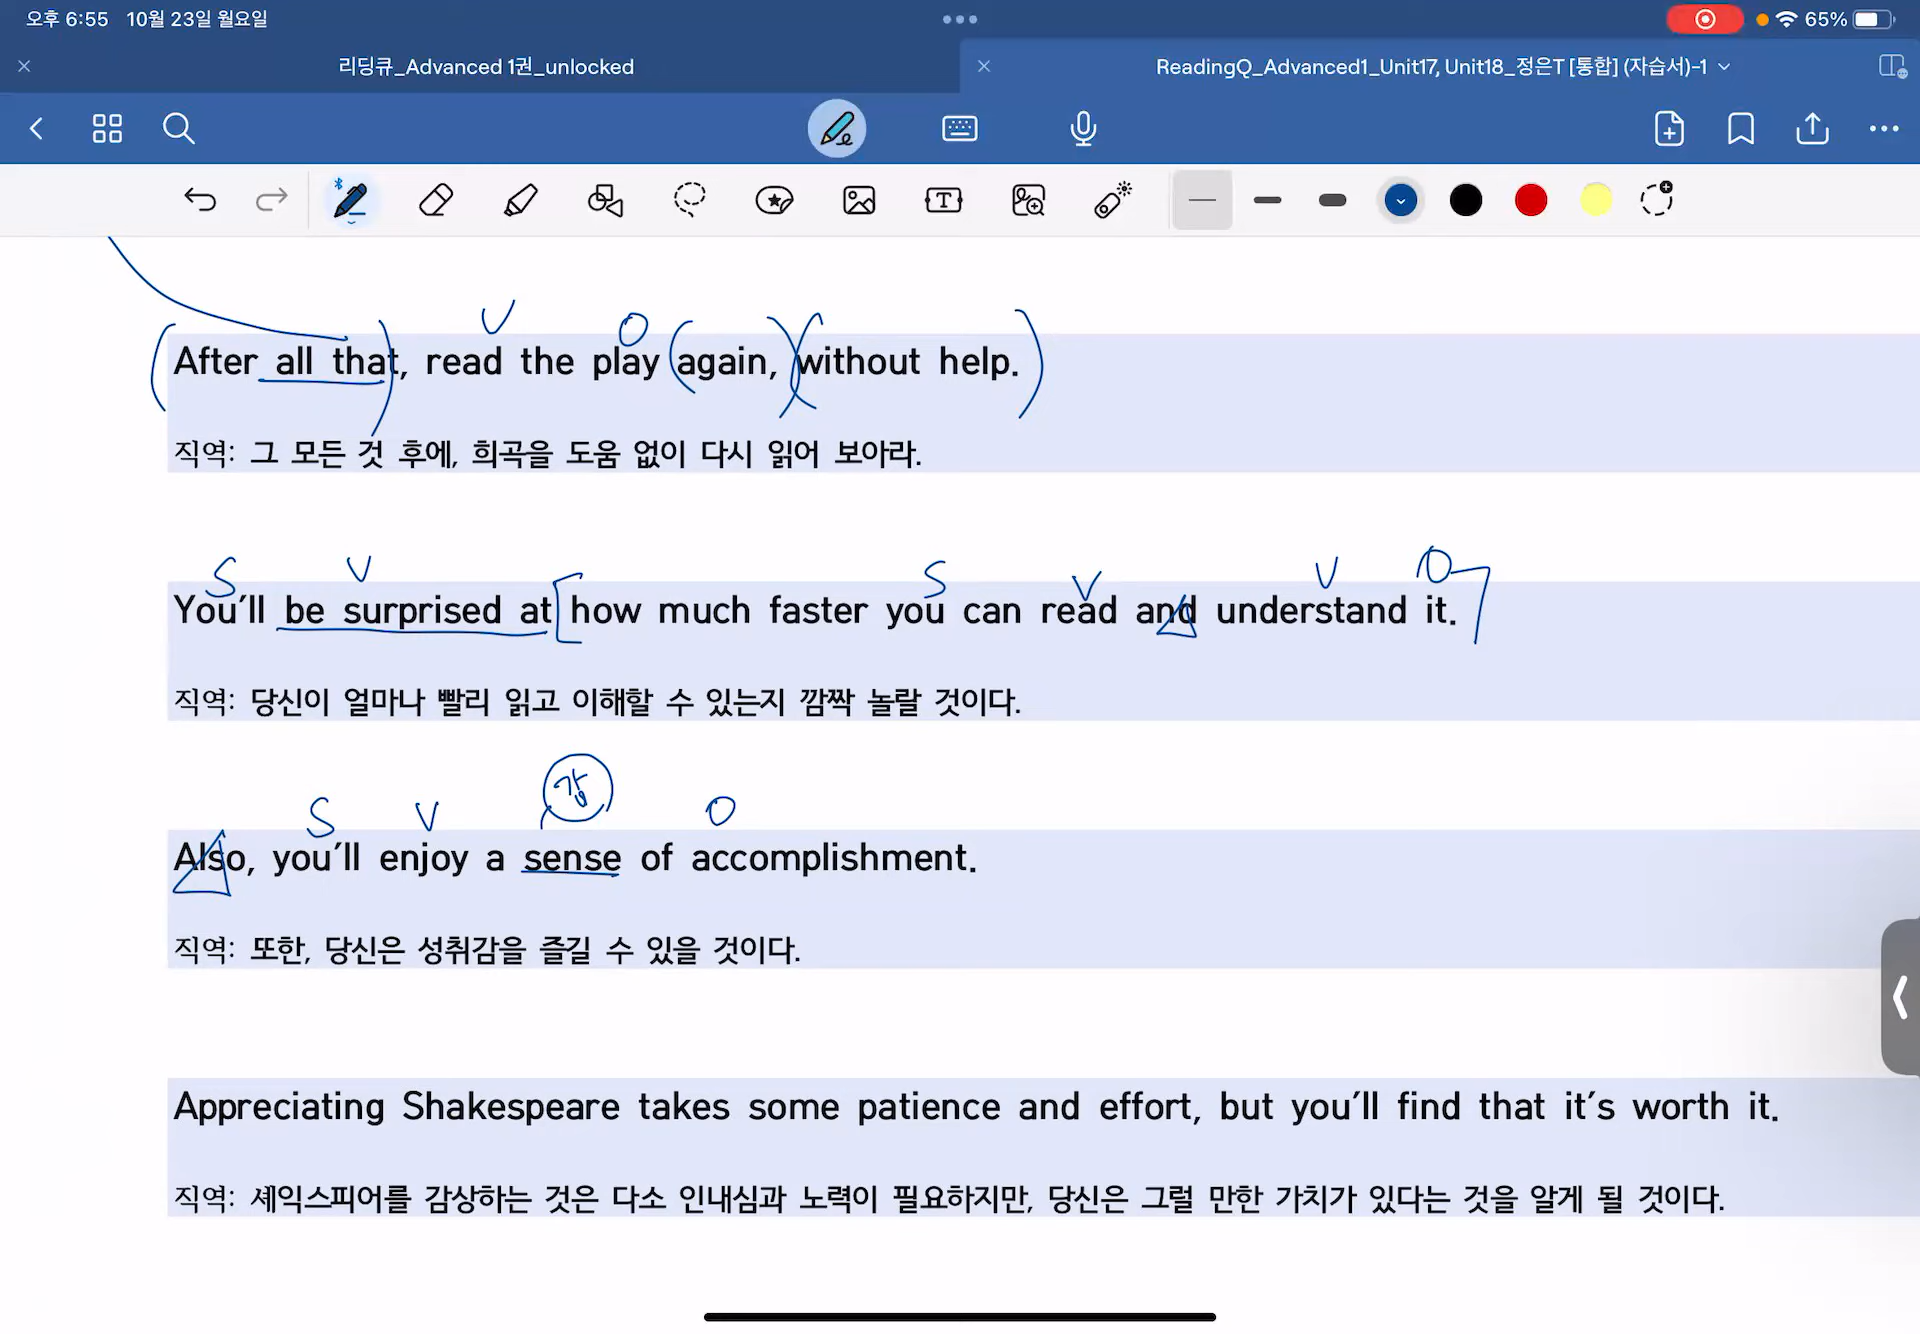 오후 6:55 10월 23일 월요일 65%
리딩큐_Advanced 1권_unlocked
ReadingQ_Advanced1_Unit17, Unit18_정은T [통합] (자습서)-1
V O
After all that, read the play again, without help.
직역: 그 모든 것 후에, 희곡을 도움 없이 다시 읽어 보아라.
S V S V V O
You'll be surprised at how much faster you can read and understand it.
직역: 당신이 얼마나 빨리 읽고 이해할 수 있는지 깜짝 놀랄 것이다.
감
S V O
Also, you'll enjoy a sense of accomplishment.
직역: 또한, 당신은 성취감을 즐길 수 있을 것이다.
Appreciating Shakespeare takes some patience and effort, but you'll find that it's worth it.
직역: 셰익스피어를 감상하는 것은 다소 인내심과 노력이 필요하지만, 당신은 그럴 만한 가치가 있다는 것을 알게 될 것이다.